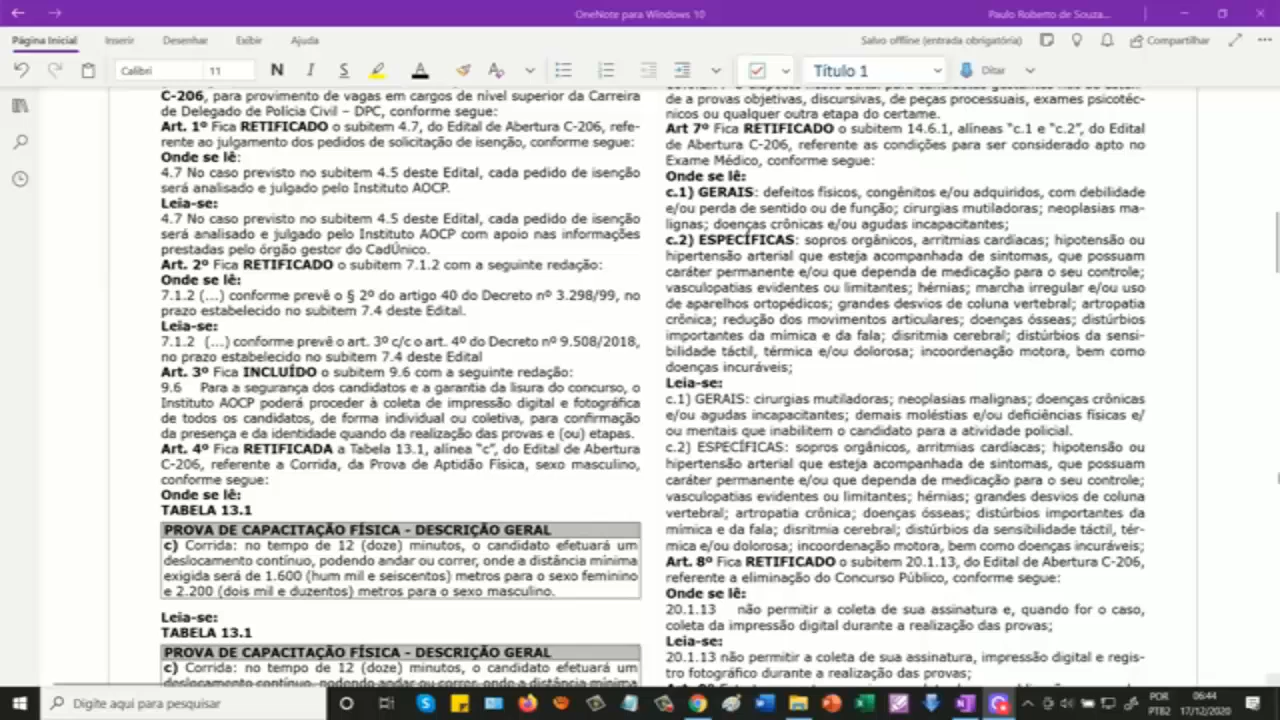 OneNote para Windows 10
Paulo Roberto de Souza...
Página Inicial
Inserir
Desenhar
Exibir
Ajuda
Salvo offline (entrada obrigatória)
Compartilhar
Calibri
11
N
I
S
A
Título 1
Ditar
C-206, para provimento de vagas em cargos de nível superior da Carreira
de Delegado de Polícia Civil – DPC, conforme segue:
Art. 1º Fica RETIFICADO o subitem 4.7, do Edital de Abertura C-206, refe-
rente ao julgamento dos pedidos de solicitação de isenção, conforme segue:
Onde se lê:
4.7 No caso previsto no subitem 4.5 deste Edital, cada pedido de isenção
será analisado e julgado pelo Instituto AOCP.
Leia-se:
4.7 No caso previsto no subitem 4.5 deste Edital, cada pedido de isenção
será analisado e julgado pelo Instituto AOCP com apoio nas informações
prestadas pelo órgão gestor do CadÚnico.
Art. 2º Fica RETIFICADO o subitem 7.1.2 com a seguinte redação:
Onde se lê:
7.1.2 (...) conforme prevê o § 2º do artigo 40 do Decreto nº 3.298/99, no
prazo estabelecido no subitem 7.4 deste Edital.
Leia-se:
7.1.2 (...) conforme prevê o art. 3º c/c o art. 4º do Decreto nº 9.508/2018,
no prazo estabelecido no subitem 7.4 deste Edital
Art. 3º Fica INCLUÍDO o subitem 9.6 com a seguinte redação:
9.6 Para a segurança dos candidatos e a garantia da lisura do concurso, o
Instituto AOCP poderá proceder à coleta de impressão digital e fotográfica
de todos os candidatos, de forma individual ou coletiva, para confirmação
da presença e da identidade quando da realização das provas e (ou) etapas.
Art. 4º Fica RETIFICADA a Tabela 13.1, alínea “c”, do Edital de Abertura
C-206, referente a Corrida, da Prova de Aptidão Física, sexo masculino,
conforme segue:
Onde se lê:
TABELA 13.1
PROVA DE CAPACITAÇÃO FÍSICA - DESCRIÇÃO GERAL
c) Corrida: no tempo de 12 (doze) minutos, o candidato efetuará um
deslocamento contínuo, podendo andar ou correr, onde a distância mínima
exigida será de 1.600 (hum mil e seiscentos) metros para o sexo feminino
e 2.200 (dois mil e duzentos) metros para o sexo masculino.
Leia-se:
TABELA 13.1
PROVA DE CAPACITAÇÃO FÍSICA - DESCRIÇÃO GERAL
c) Corrida: no tempo de 12 (doze) minutos, o candidato efetuará um
deslocamento contínuo, podendo andar ou correr, onde a distância mínima
de a provas objetivas, discursivas, de peças processuais, exames psicotéc-
nicos ou qualquer outra etapa do certame.
Art 7º Fica RETIFICADO o subitem 14.6.1, alíneas “c.1 e “c.2”, do Edital
de Abertura C-206, referente as condições para ser considerado apto no
Exame Médico, conforme segue:
Onde se lê:
c.1) GERAIS: defeitos físicos, congênitos e/ou adquiridos, com debilidade
e/ou perda de sentido ou de função; cirurgias mutiladoras; neoplasias ma-
lignas; doenças crônicas e/ou agudas incapacitantes;
c.2) ESPECÍFICAS: sopros orgânicos, arritmias cardíacas; hipotensão ou
hipertensão arterial que esteja acompanhada de sintomas, que possuam
caráter permanente e/ou que dependa de medicação para o seu controle;
vasculopatias evidentes ou limitantes; hérnias; marcha irregular e/ou uso
de aparelhos ortopédicos; grandes desvios de coluna vertebral; artropatia
crônica; redução dos movimentos articulares; doenças ósseas; distúrbios
importantes da mímica e da fala; disritmia cerebral; distúrbios da sensi-
bilidade táctil, térmica e/ou dolorosa; incoordenação motora, bem como
doenças incuráveis;
Leia-se:
c.1) GERAIS: cirurgias mutiladoras; neoplasias malignas; doenças crônicas
e/ou agudas incapacitantes; demais moléstias e/ou deficiências físicas e/
ou mentais que inabilitem o candidato para a atividade policial.
c.2) ESPECÍFICAS: sopros orgânicos, arritmias cardíacas; hipotensão ou
hipertensão arterial que esteja acompanhada de sintomas, que possuam
caráter permanente e/ou que dependa de medicação para o seu controle;
vasculopatias evidentes ou limitantes; hérnias; grandes desvios de coluna
vertebral; artropatia crônica; doenças ósseas; distúrbios importantes da
mímica e da fala; disritmia cerebral; distúrbios da sensibilidade táctil, tér-
mica e/ou dolorosa; incoordenação motora, bem como doenças incuráveis;
Art. 8º Fica RETIFICADO o subitem 20.1.13, do Edital de Abertura C-206,
referente a eliminação do Concurso Público, conforme segue:
Onde se lê:
20.1.13 não permitir a coleta de sua assinatura e, quando for o caso,
coleta da impressão digital durante a realização das provas;
Leia-se:
20.1.13 não permitir a coleta de sua assinatura, impressão digital e regis-
tro fotográfico durante a realização das provas;
Digite aqui para pesquisar
POR
PTB2
06:44
17/12/2020